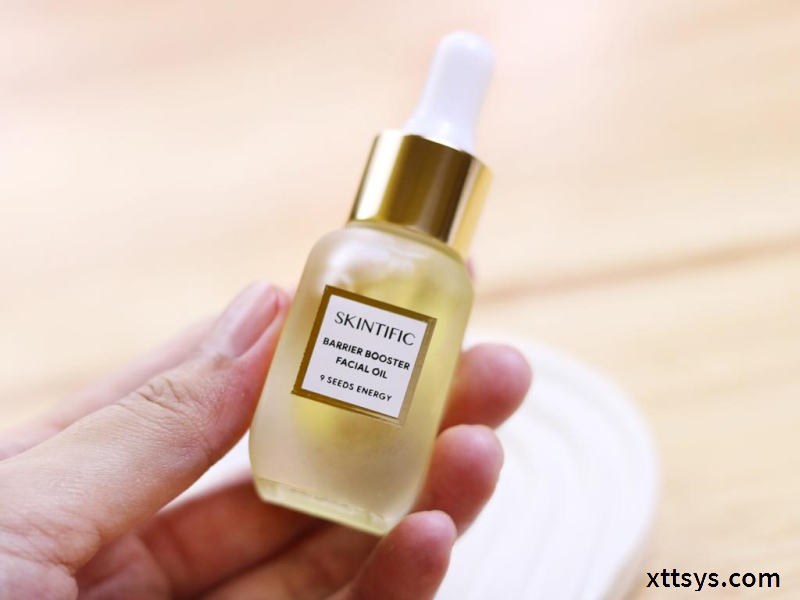 SKINTIFIC
BARRIER BOOSTER
FACIAL OIL
9 SEEDS ENERGY
xttsys.com